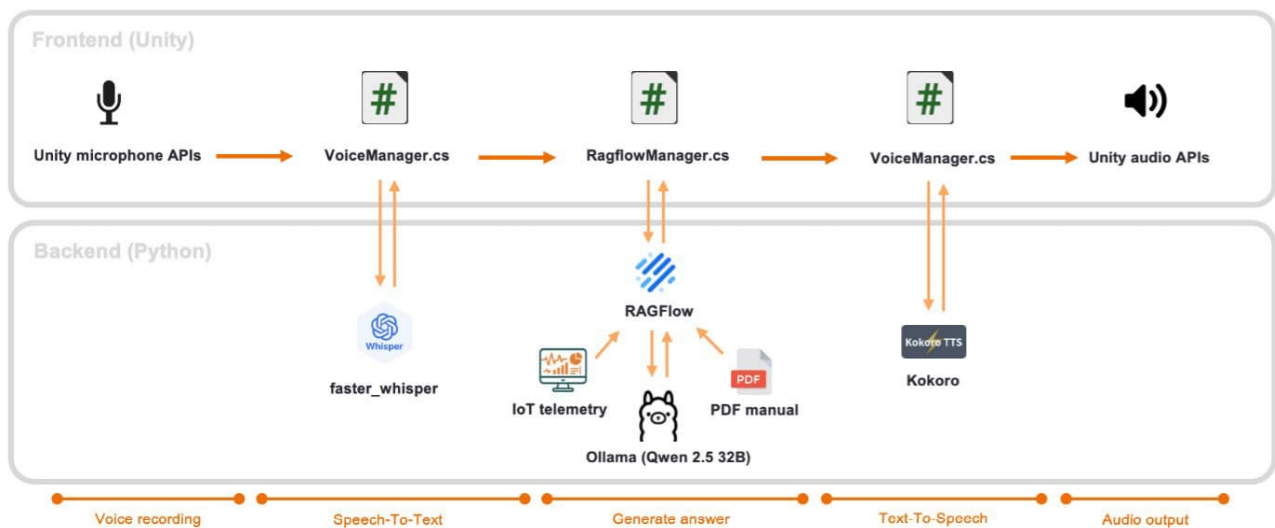 Frontend (Unity)
Unity microphone APIs
VoiceManager.cs
RagflowManager.cs
VoiceManager.cs
Unity audio APIs
Backend (Python)
RAGFlow
Whisper
faster_whisper
IoT telemetry
PDF
PDF manual
Ollama (Qwen 2.5 32B)
Kokoro TTS
Kokoro
Voice recording
Speech-To-Text
Generate answer
Text-To-Speech
Audio output